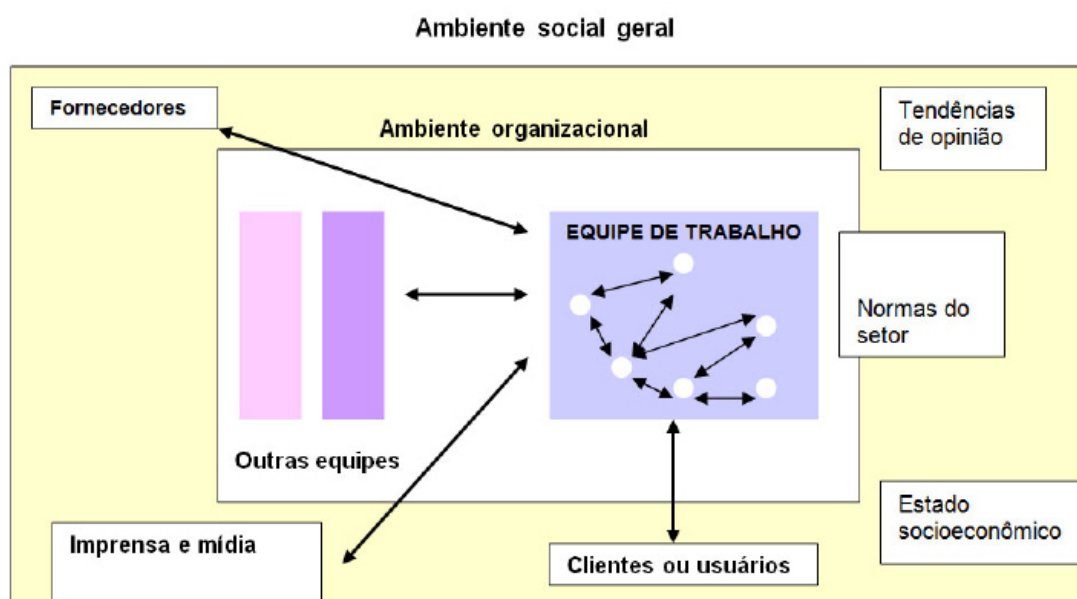 Ambiente social geral
Fornecedores
Ambiente organizacional
Tendências
de opinião
EQUIPE DE TRABALHO
Normas do
setor
Outras equipes
Estado
socioeconômico
Imprensa e mídia
Clientes ou usuários